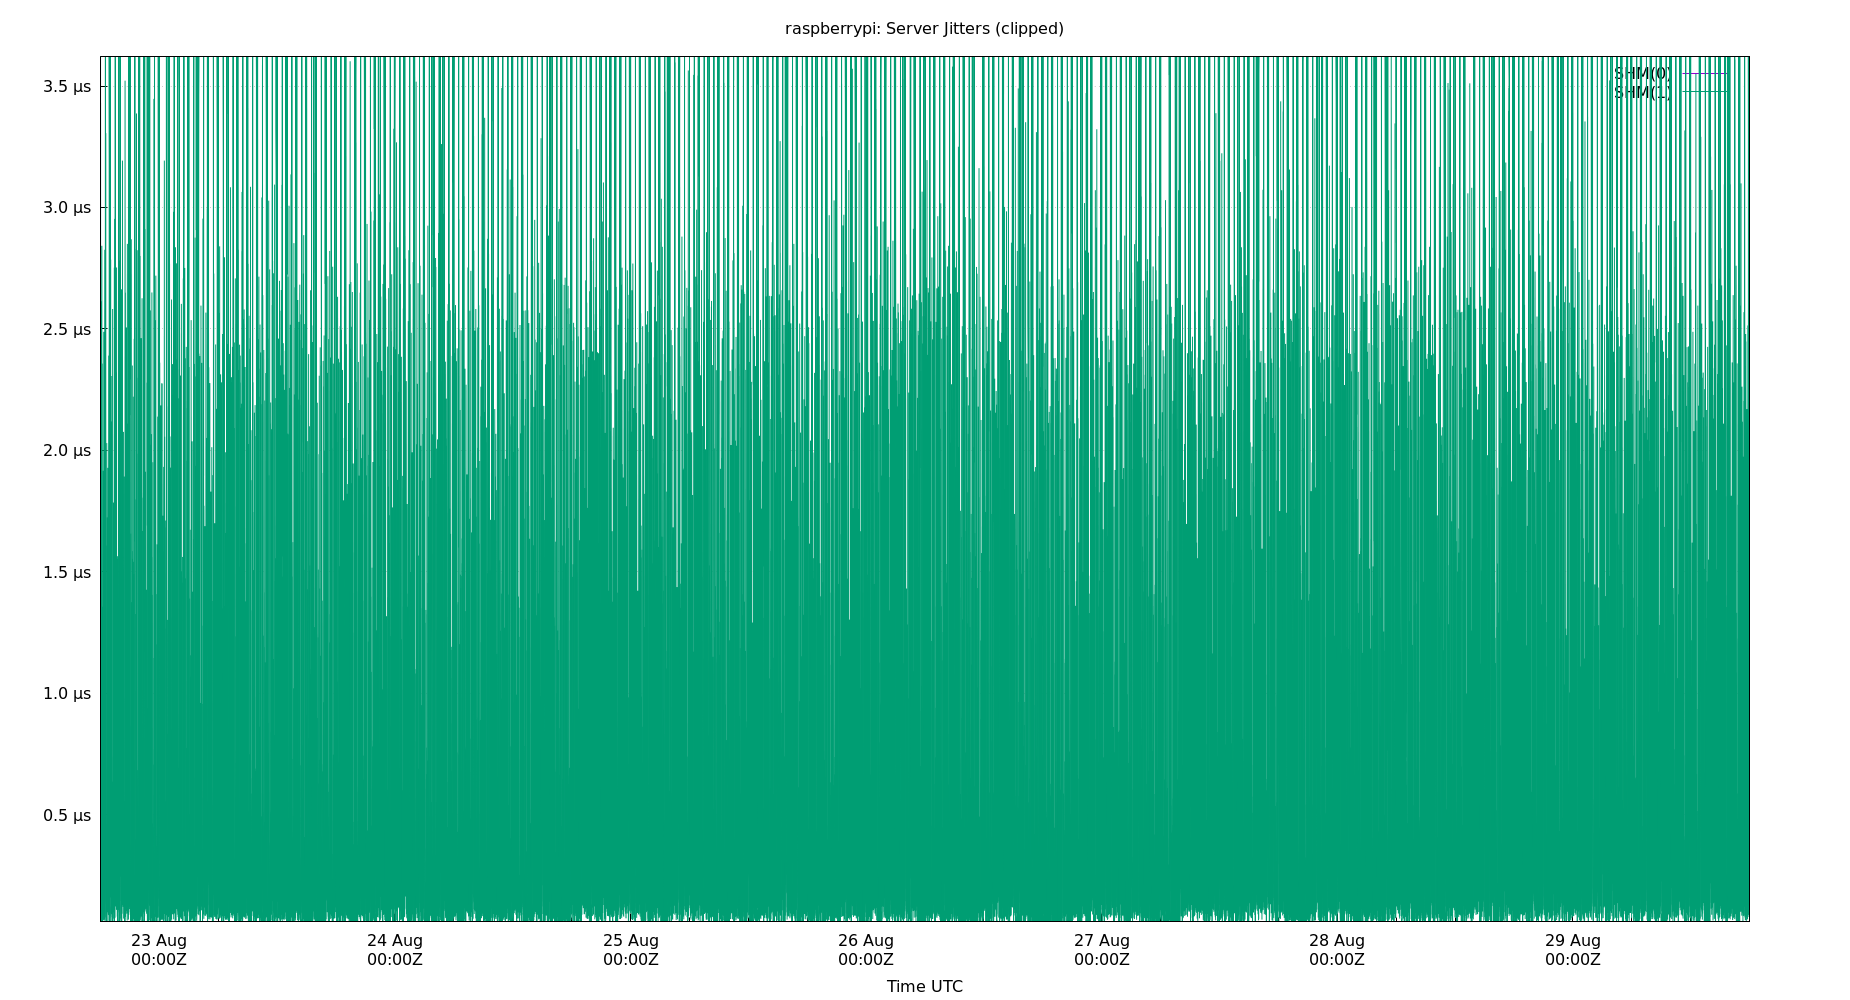 raspberrypi: Server Jitters (clipped)
SHM(0)
SHM(1)
3.5 µs
3.0 µs
2.5 µs
2.0 µs
1.5 µs
1.0 µs
0.5 µs
23 Aug 24 Aug 25 Aug 26 Aug 27 Aug 28 Aug 29 Aug
00:00Z 00:00Z 00:00Z 00:00Z 00:00Z 00:00Z 00:00Z
Time UTC